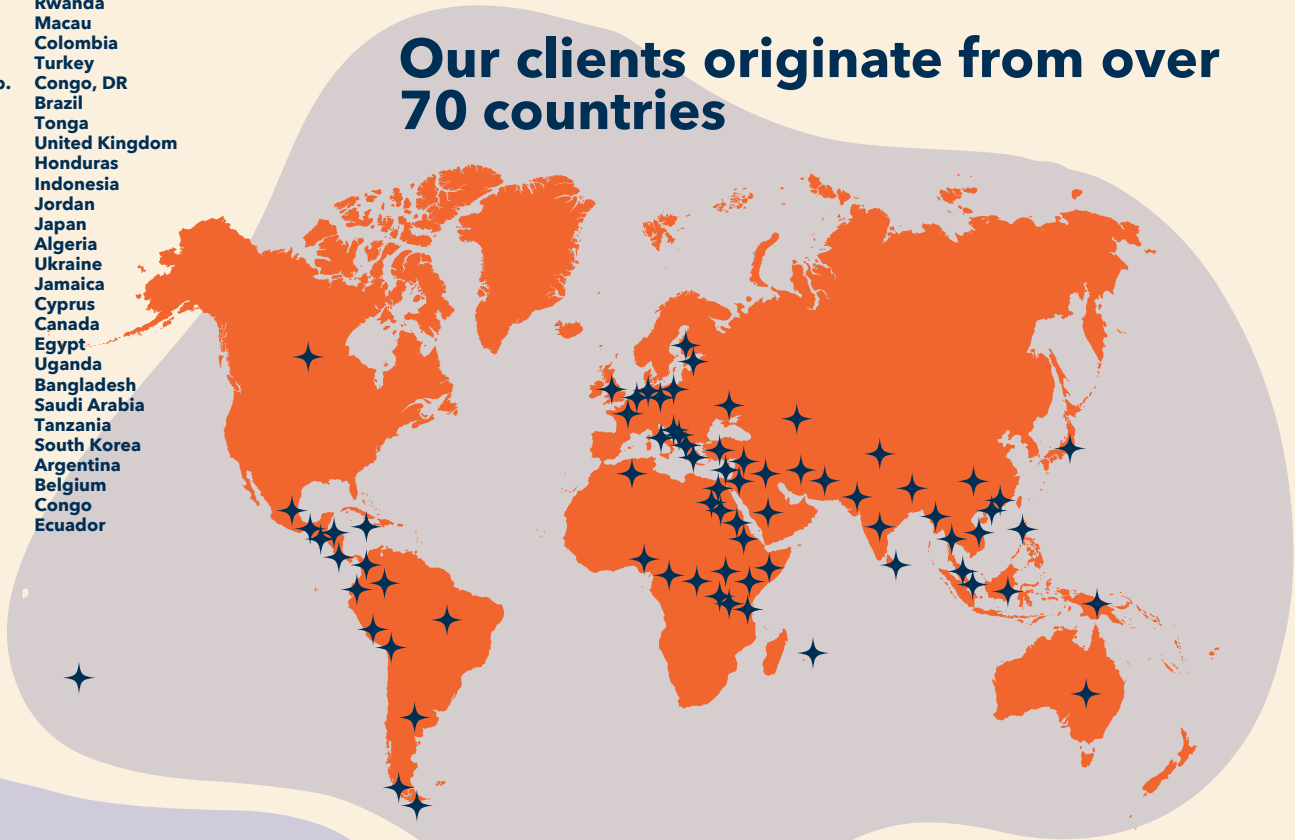 Rwanda
Macau
Colombia
Turkey
Congo, DR
Brazil
Tonga
United Kingdom
Honduras
Indonesia
Jordan
Japan
Algeria
Ukraine
Jamaica
Cyprus
Canada
Egypt
Uganda
Bangladesh
Saudi Arabia
Tanzania
South Korea
Argentina
Belgium
Congo
Ecuador
Our clients originate from over
70 countries